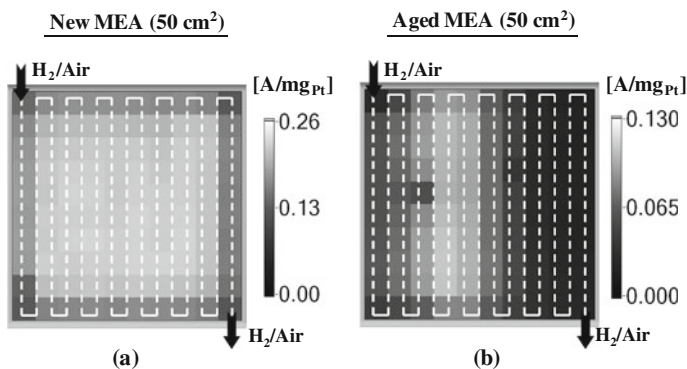 New MEA (50 cm²)
Aged MEA (50 cm²)
H₂/Air
[A/mgPt]
0.26
0.13
0.00
H₂/Air
(a)
H₂/Air
[A/mgPt]
0.130
0.065
0.000
H₂/Air
(b)